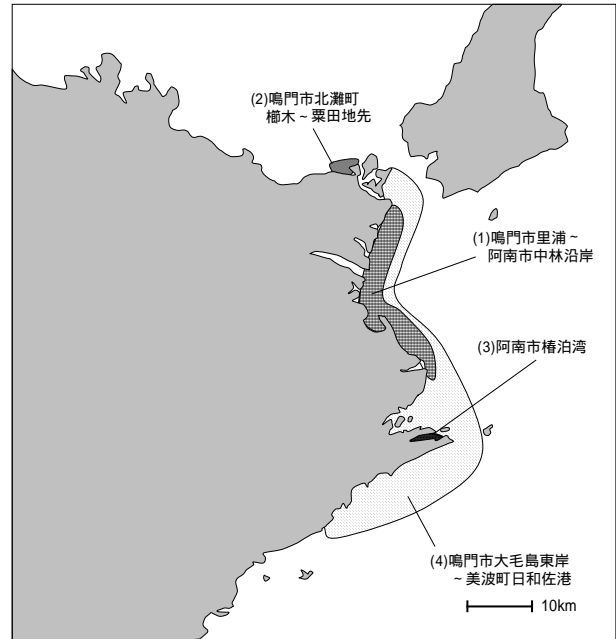 (2)鳴門市北灘町
櫛木~粟田地先
(1)鳴門市里浦~
阿南市中林沿岸
(3)阿南市椿泊湾
(4)鳴門市大毛島東岸
~美波町日和佐港
10km